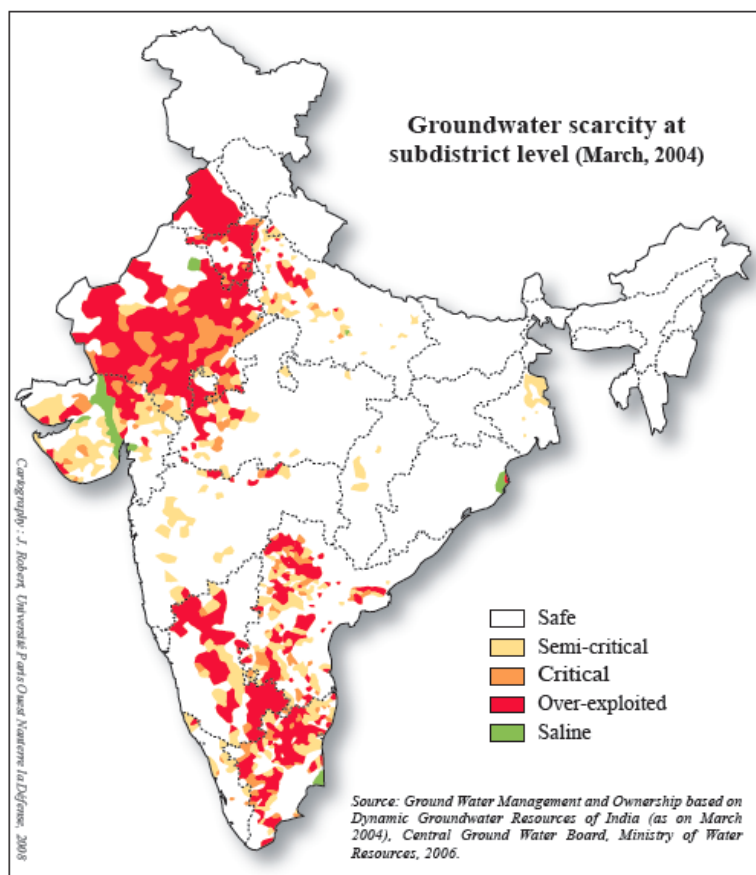 Groundwater scarcity at
subdistrict level (March, 2004)
Safe
Semi-critical
Critical
Over-exploited
Saline
Source: Ground Water Management and Ownership based on
Dynamic Groundwater Resources of India (as on March
2004), Central Ground Water Board, Ministry of Water
Resources, 2006.
Cartography : J. Robert, Université Paris Ouest Nanterre la Défense, 2008